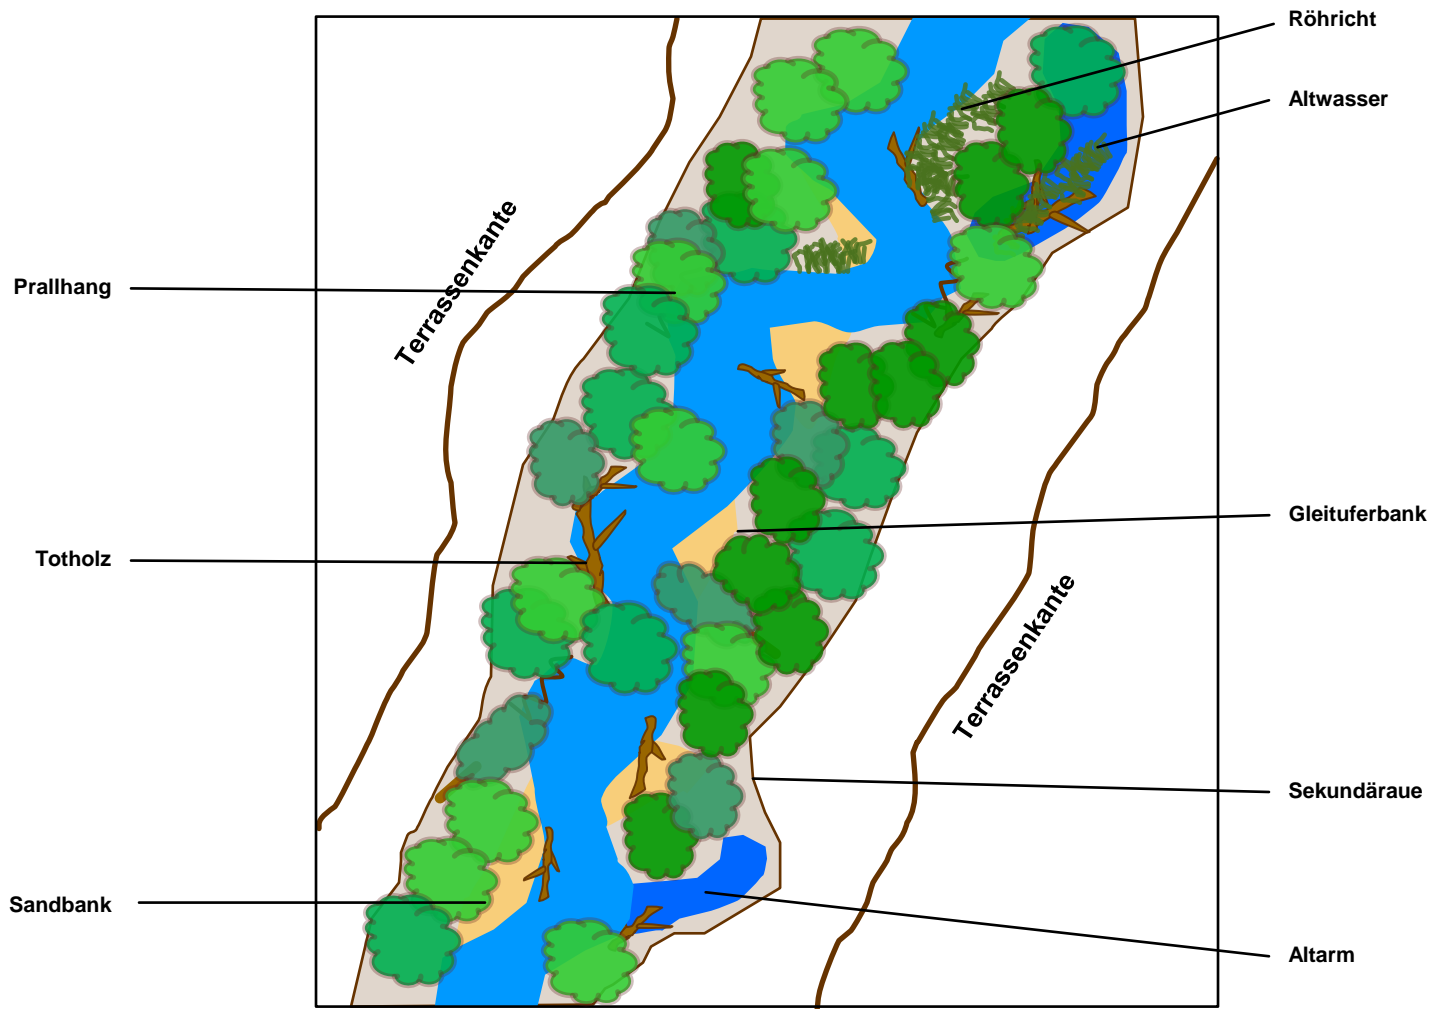 Röhricht
Altwasser
Terrassenkante
Prallhang
Gleituferbank
Totholz
Terrassenkante
Sekundäraue
Sandbank
Altarm